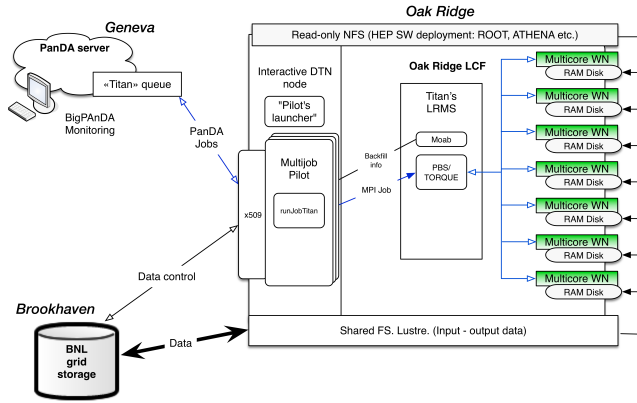 Oak Ridge
Geneva
PanDA server
«Titan» queue
BigPAnDA
Monitoring
Read-only NFS (HEP SW deployment: ROOT, ATHENA etc.)
Interactive DTN
node
"Pilot's
launcher"
Multijob
Pilot
runJobTitan
x509
PanDA
Jobs
Backfill
info
MPI Job
Oak Ridge LCF
Titan's
LRMS
Moab
PBS/
TORQUE
Multicore WN
RAM Disk
Multicore WN
RAM Disk
Multicore WN
RAM Disk
Multicore WN
RAM Disk
Multicore WN
RAM Disk
Multicore WN
RAM Disk
Multicore WN
RAM Disk
Data control
Brookhaven
BNL
grid
storage
Data
Shared FS. Lustre. (Input - output data)